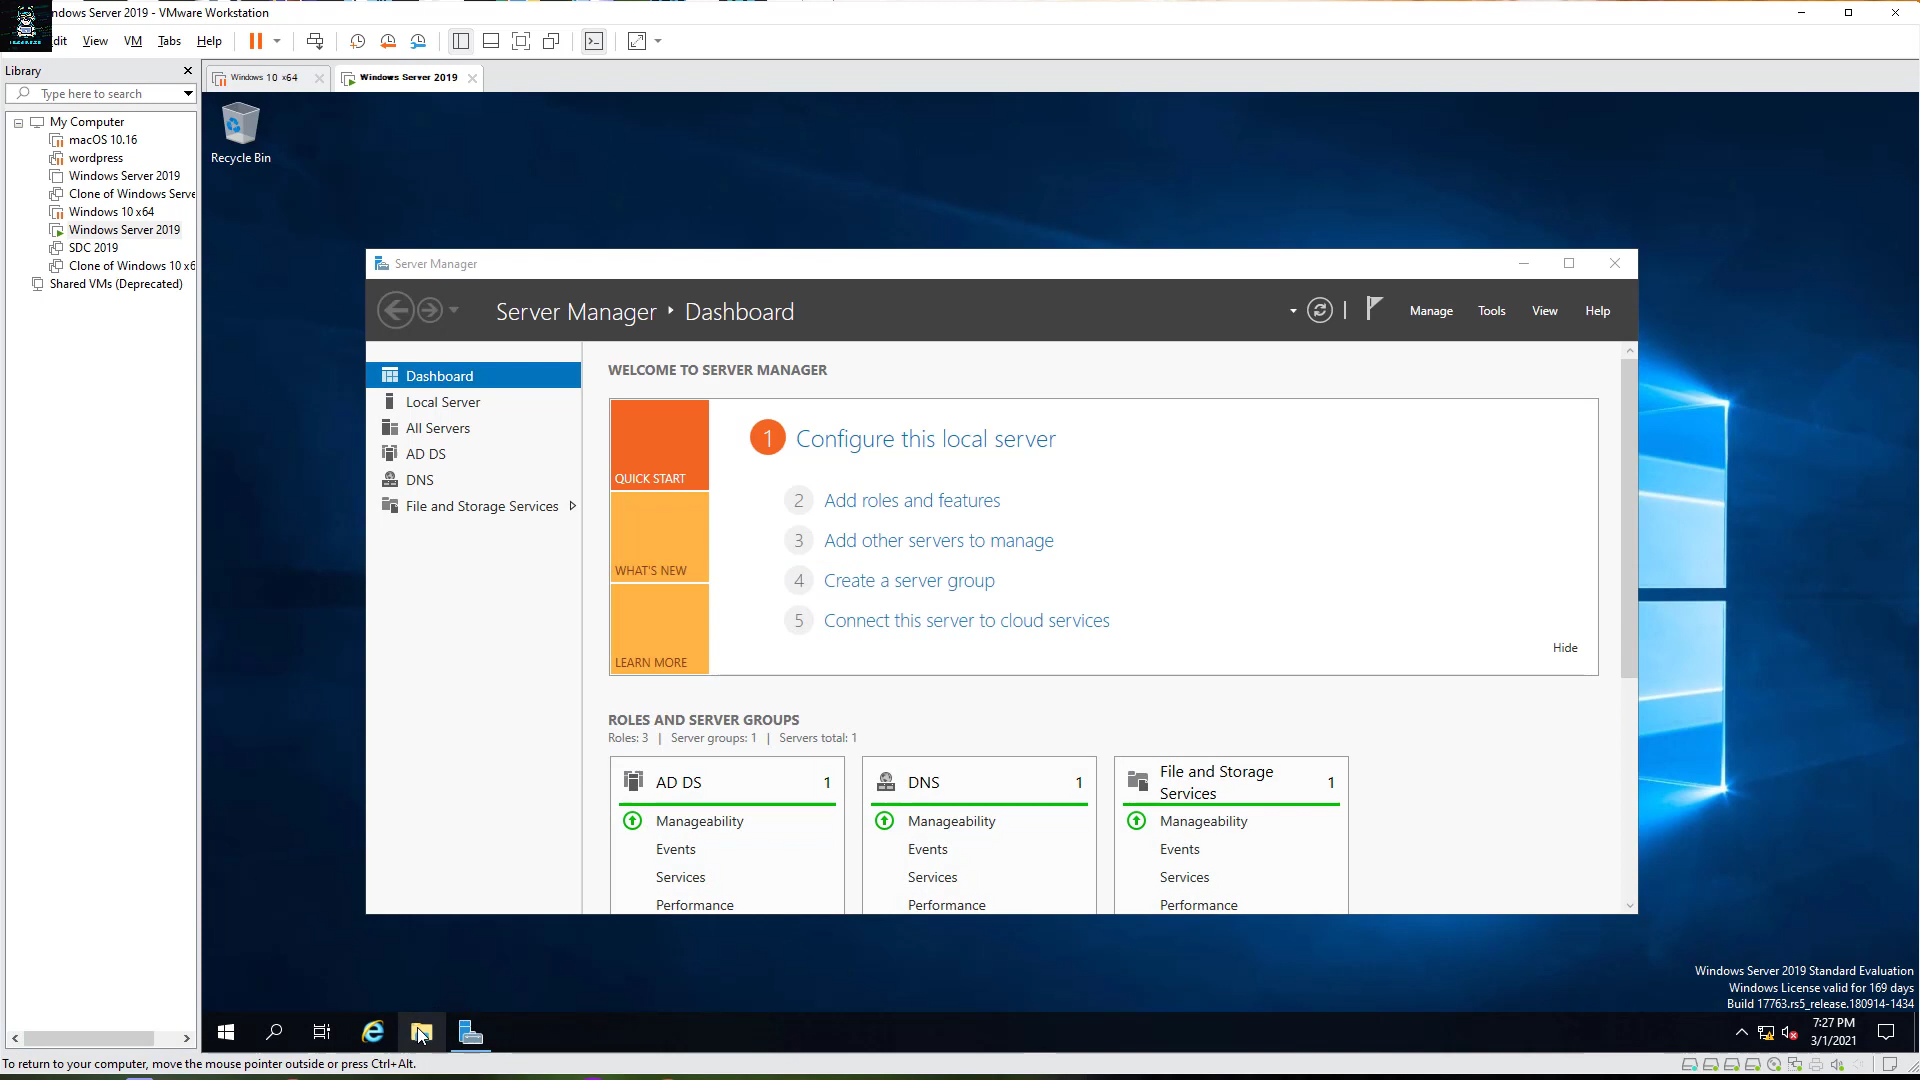 ndows Server 2019 - VMware Workstation
dit View VM Tabs Help
Library
Type here to search
My Computer
macOS 10.16
wordpress
Windows Server 2019
Clone of Windows Serve
Windows 10 x64
Windows Server 2019
SDC 2019
Clone of Windows 10 x6
Shared VMs (Deprecated)
Windows 10 x64
Windows Server 2019
Recycle Bin
Server Manager
Server Manager Dashboard
Manage Tools View Help
Dashboard
Local Server
All Servers
AD DS
DNS
File and Storage Services
WELCOME TO SERVER MANAGER
QUICK START
WHAT'S NEW
LEARN MORE
1 Configure this local server
2 Add roles and features
3 Add other servers to manage
4 Create a server group
5 Connect this server to cloud services
Hide
ROLES AND SERVER GROUPS
Roles: 3 | Server groups: 1 | Servers total: 1
AD DS 1
Manageability
Events
Services
Performance
DNS 1
Manageability
Events
Services
Performance
File and Storage
Services 1
Manageability
Events
Services
Performance
Windows Server 2019 Standard Evaluation
Windows License valid for 169 days
Build 17763.rs5_release.180914-1434
7:27 PM
3/1/2021
To return to your computer, move the mouse pointer outside or press Ctrl+Alt.